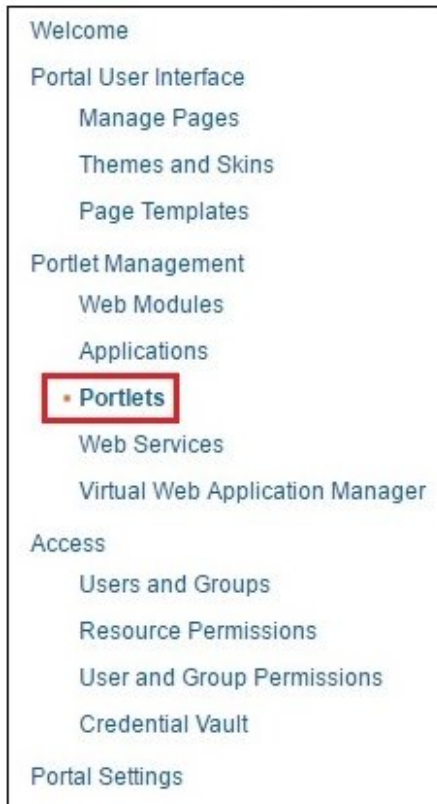 Welcome
Portal User Interface
Manage Pages
Themes and Skins
Page Templates
Portlet Management
Web Modules
Applications
• Portlets
Web Services
Virtual Web Application Manager
Access
Users and Groups
Resource Permissions
User and Group Permissions
Credential Vault
Portal Settings